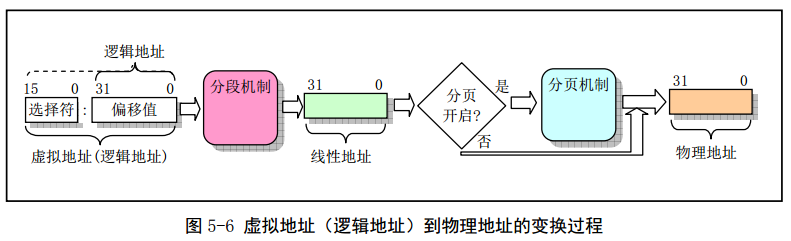 逻辑地址
15 0 31 0
选择符 : 偏移值
虚拟地址(逻辑地址)
分段机制
31 0
线性地址
分页
开启?
是
否
分页机制
31 0
物理地址
图 5-6 虚拟地址（逻辑地址）到物理地址的变换过程